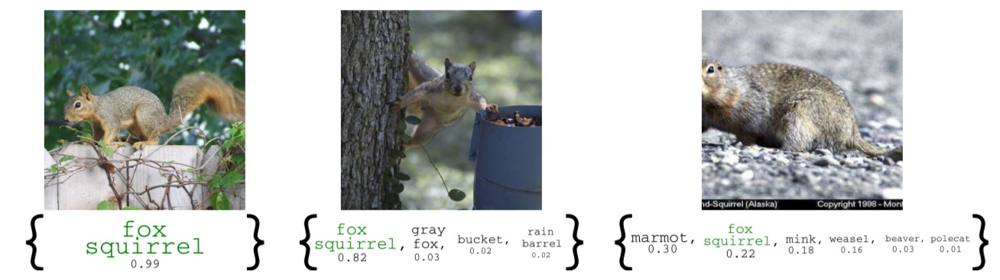 nd-Squirrel (Alaska) Copyright 1998 - Mont
{ fox squirrel 0.99 }
{ fox squirrel, 0.82 gray fox, 0.03 bucket, 0.02 rain barrel 0.02 }
{ marmot, 0.30 fox squirrel, 0.22 mink, 0.18 weasel, 0.16 beaver, 0.03 polecat 0.01 }